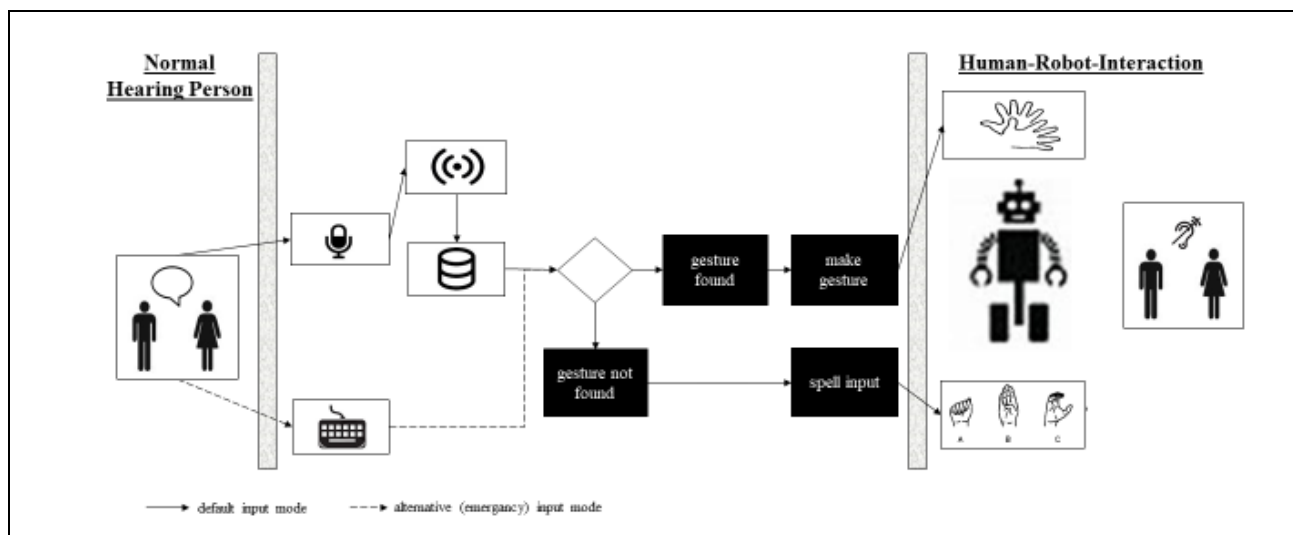 Normal
Hearing Person
Human-Robot-Interaction
gesture
found
make
gesture
gesture not
found
spell input
A B C
default input mode
alternative (emergancy) input mode